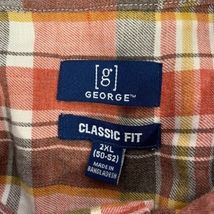 [g]
GEORGE™
CLASSIC FIT
2XL
(50-52)
MADE IN
BANGLADESH